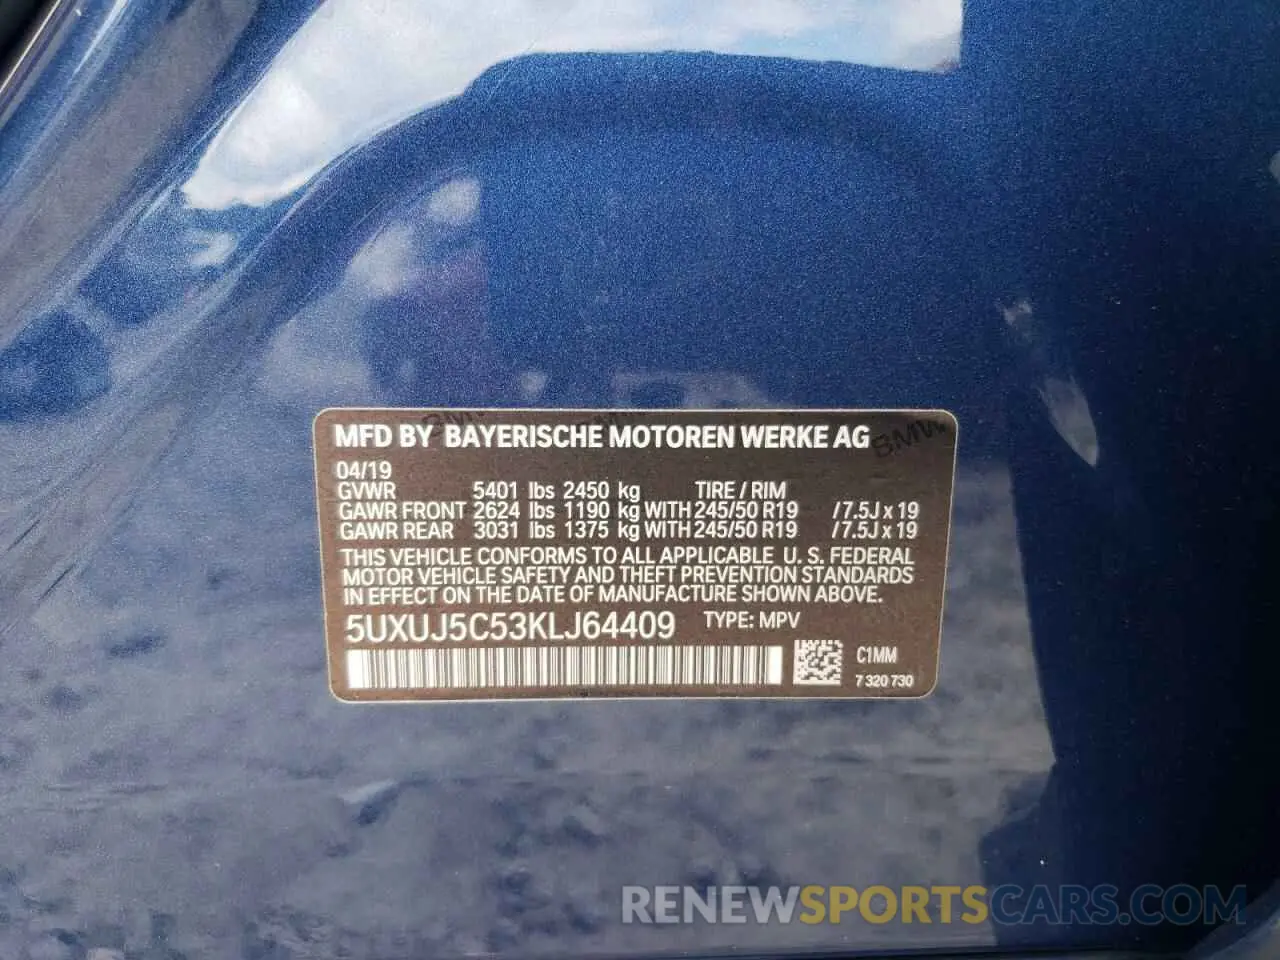 MFD BY BAYERISCHE MOTOREN WERKE AG
BMW
04/19
GVWR 5401 lbs 2450 kg TIRE / RIM
GAWR FRONT 2624 lbs 1190 kg WITH 245/50 R19 /7.5J x 19
GAWR REAR 3031 lbs 1375 kg WITH 245/50 R19 /7.5J x 19
THIS VEHICLE CONFORMS TO ALL APPLICABLE U. S. FEDERAL
MOTOR VEHICLE SAFETY AND THEFT PREVENTION STANDARDS
IN EFFECT ON THE DATE OF MANUFACTURE SHOWN ABOVE.
5UXUJ5C53KLJ64409 TYPE: MPV
C1MM
7 320 730
RENEWSPORTSCARS.COM